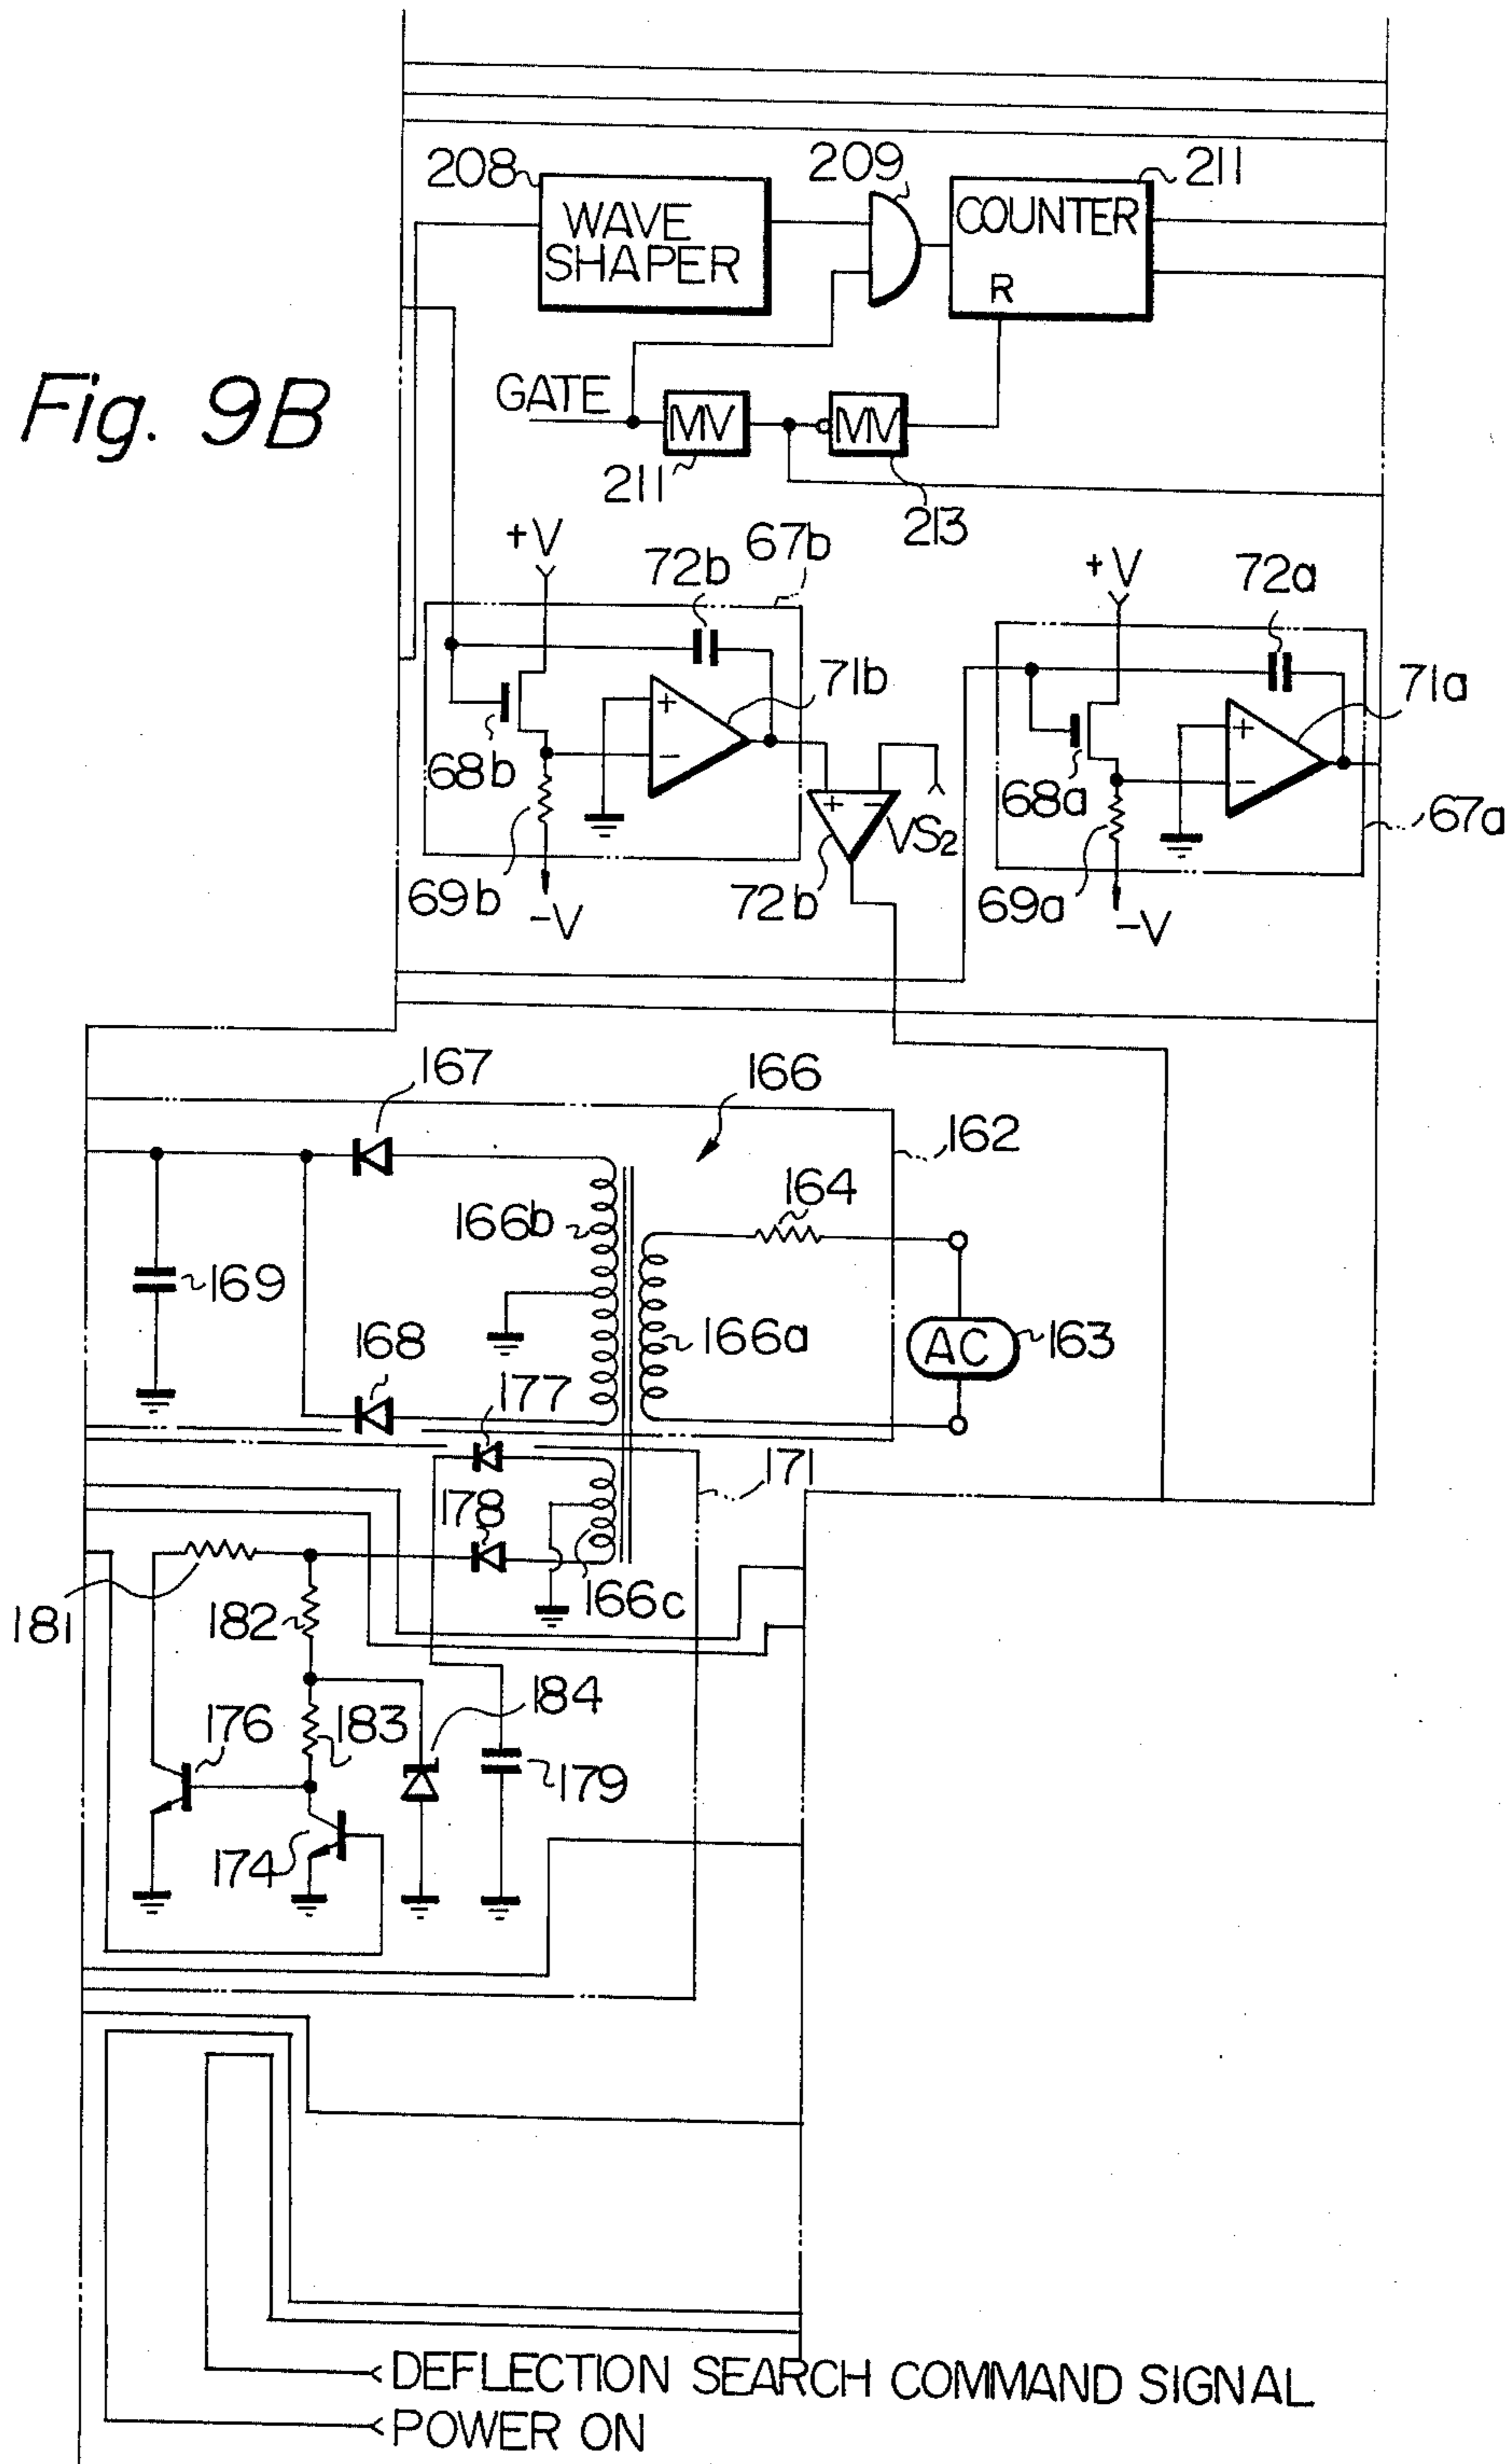 208
209
211
WAVE
SHAPER
COUNTER
R
Fig. 9B
GATE
MV
MV
211
213
+V
72b
67b
+V
72a
71b
71a
+
−
+
−
68b
68a
+ −
VS2
67a
69b
−V
72b
69a
−V
167
166
162
164
166b
169
166a
AC
163
168
177
171
178
166c
181
182
184
176
183
179
174
DEFLECTION SEARCH COMMAND SIGNAL
POWER ON